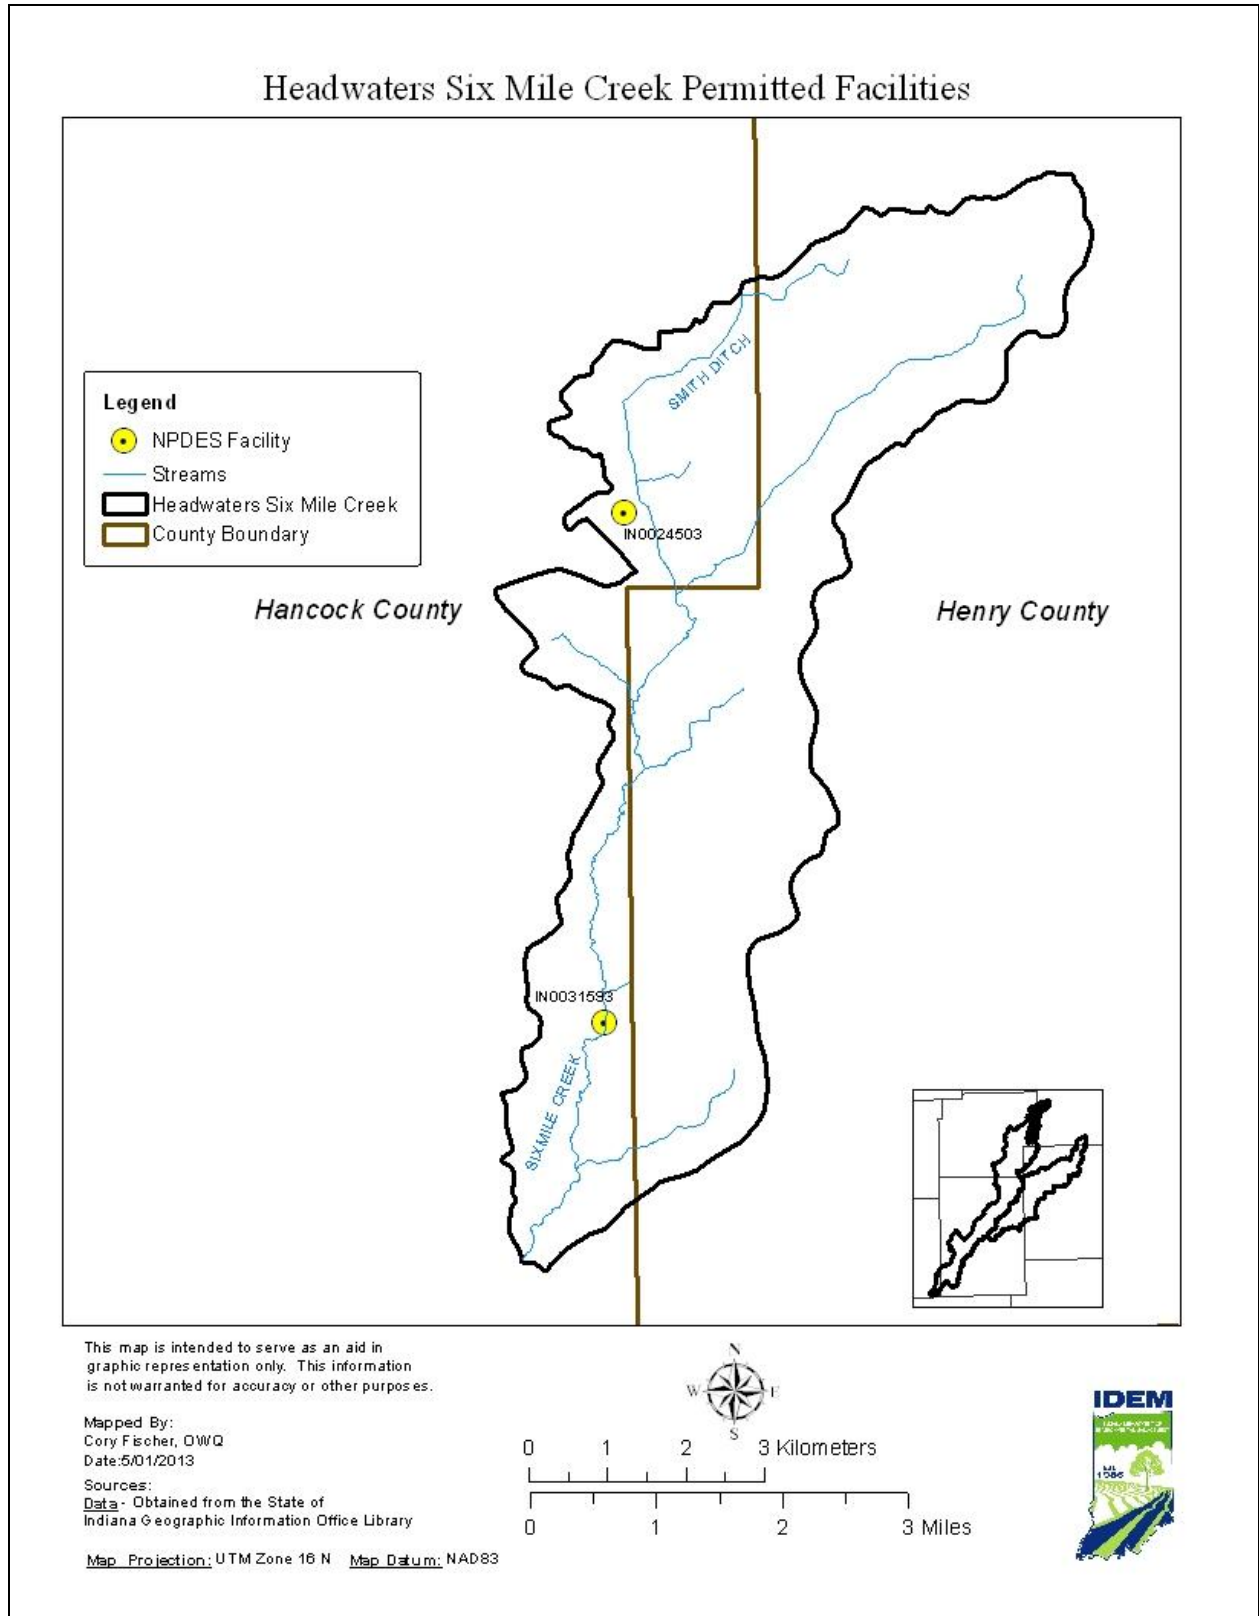 Headwaters Six Mile Creek Permitted Facilities
SMITH DITCH
Legend
NPDES Facility
Streams
Headwaters Six Mile Creek
County Boundary
IN0024503
Hancock County
Henry County
IN0031593
SIXMILE CREEK
This map is intended to serve as an aid in
graphic representation only. This information
is not warranted for accuracy or other purposes.
Mapped By:
Cory Fischer, OWQ
Date:5/01/2013
Sources:
Data - Obtained from the State of
Indiana Geographic Information Office Library
Map Projection: UTM Zone 16 N Map Datum: NAD83
N
W E
S
0 1 2 3 Kilometers
0 1 2 3 Miles
IDEM
1986